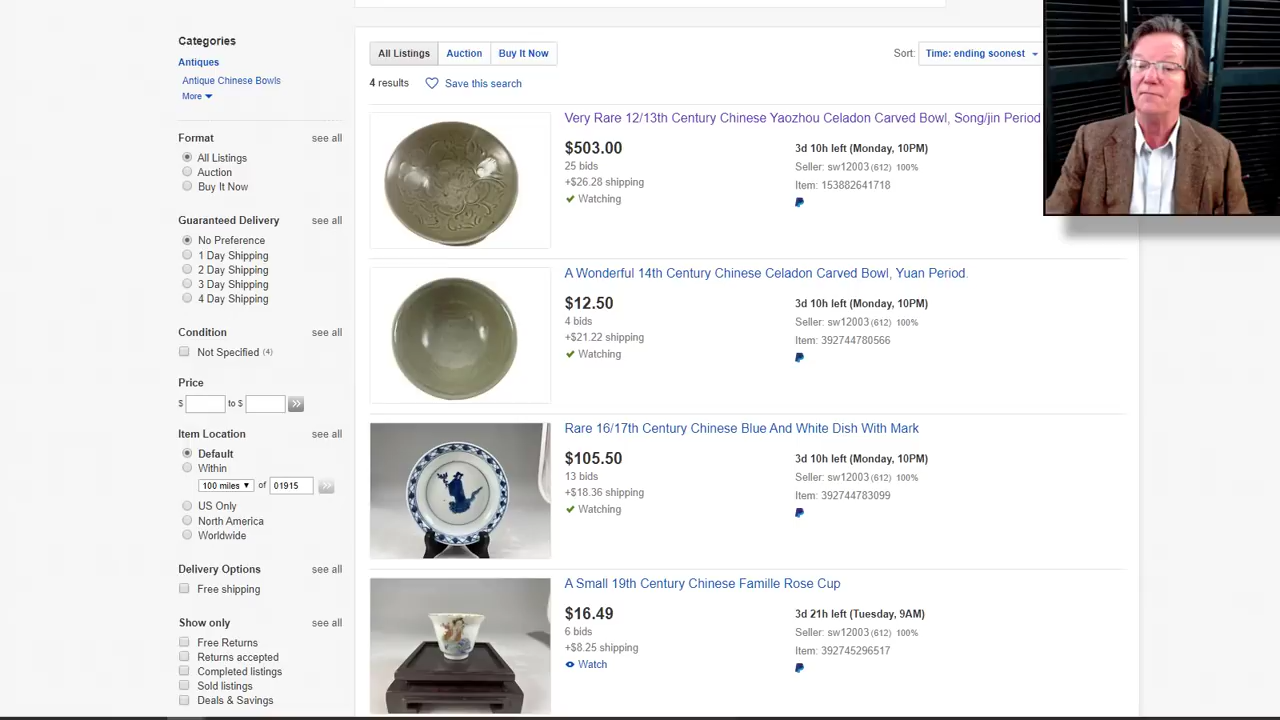 Categories
Antiques
Antique Chinese Bowls
More
Format
see all
All Listings
Auction
Buy It Now
Guaranteed Delivery
see all
No Preference
1 Day Shipping
2 Day Shipping
3 Day Shipping
4 Day Shipping
Condition
see all
Not Specified (4)
Price
$ to $
Item Location
see all
Default
Within
100 miles of 01915
US Only
North America
Worldwide
Delivery Options
see all
Free shipping
Show only
see all
Free Returns
Returns accepted
Completed listings
Sold listings
Deals & Savings
All Listings
Auction
Buy It Now
Sort: Time: ending soonest
4 results
Save this search
Very Rare 12/13th Century Chinese Yaozhou Celadon Carved Bowl, Song/jin Period
$503.00
25 bids
+$26.28 shipping
Watching
3d 10h left (Monday, 10PM)
Seller: sw12003 (612) 100%
Item: 153882641718
A Wonderful 14th Century Chinese Celadon Carved Bowl, Yuan Period.
$12.50
4 bids
+$21.22 shipping
Watching
3d 10h left (Monday, 10PM)
Seller: sw12003 (612) 100%
Item: 392744780566
Rare 16/17th Century Chinese Blue And White Dish With Mark
$105.50
13 bids
+$18.36 shipping
Watching
3d 10h left (Monday, 10PM)
Seller: sw12003 (612) 100%
Item: 392744783099
A Small 19th Century Chinese Famille Rose Cup
$16.49
6 bids
+$8.25 shipping
Watch
3d 21h left (Tuesday, 9AM)
Seller: sw12003 (612) 100%
Item: 392745296517